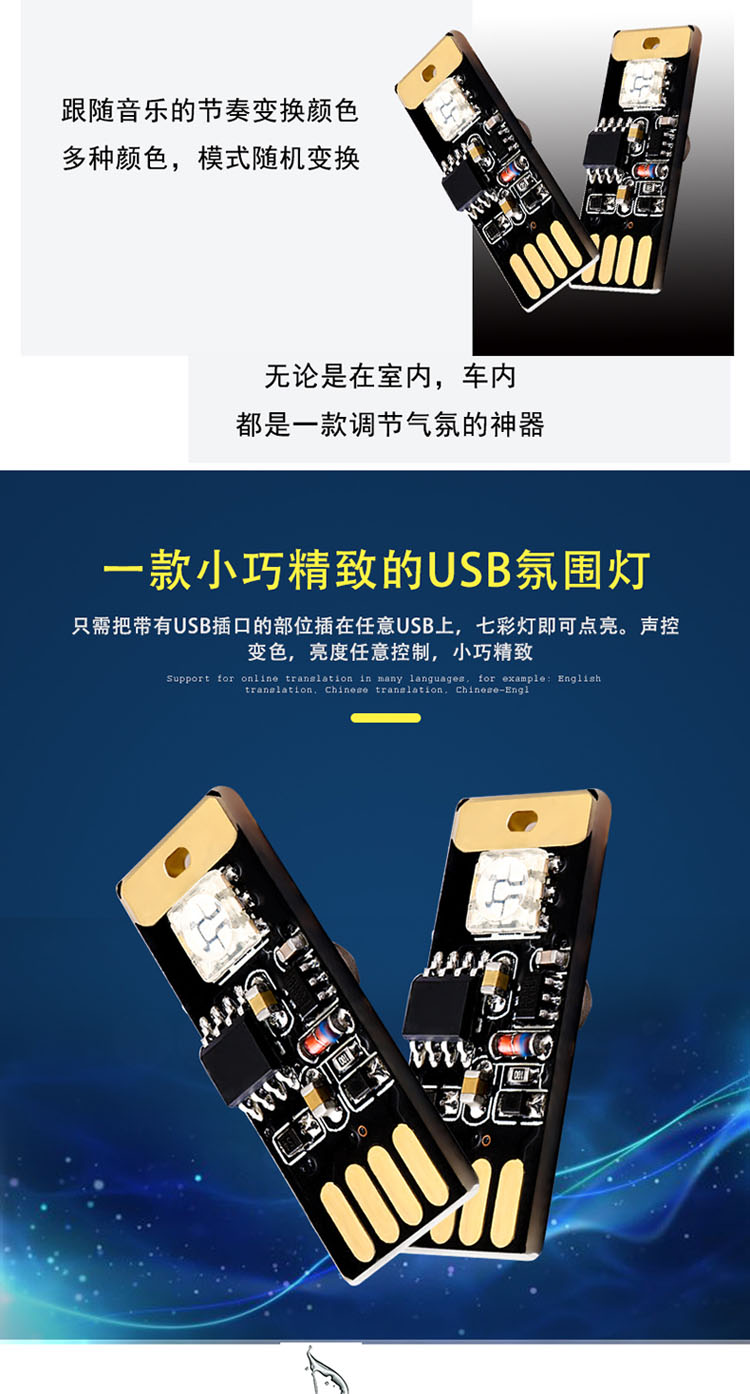 跟随音乐的节奏变换颜色
多种颜色，模式随机变换
无论是在室内，车内
都是一款调节气氛的神器
一款小巧精致的USB氛围灯
只需把带有USB插口的部位插在任意USB上，七彩灯即可点亮。声控
变色，亮度任意控制，小巧精致
Support for online translation in many languages, for example: English
translation, Chinese translation, Chinese-Engl